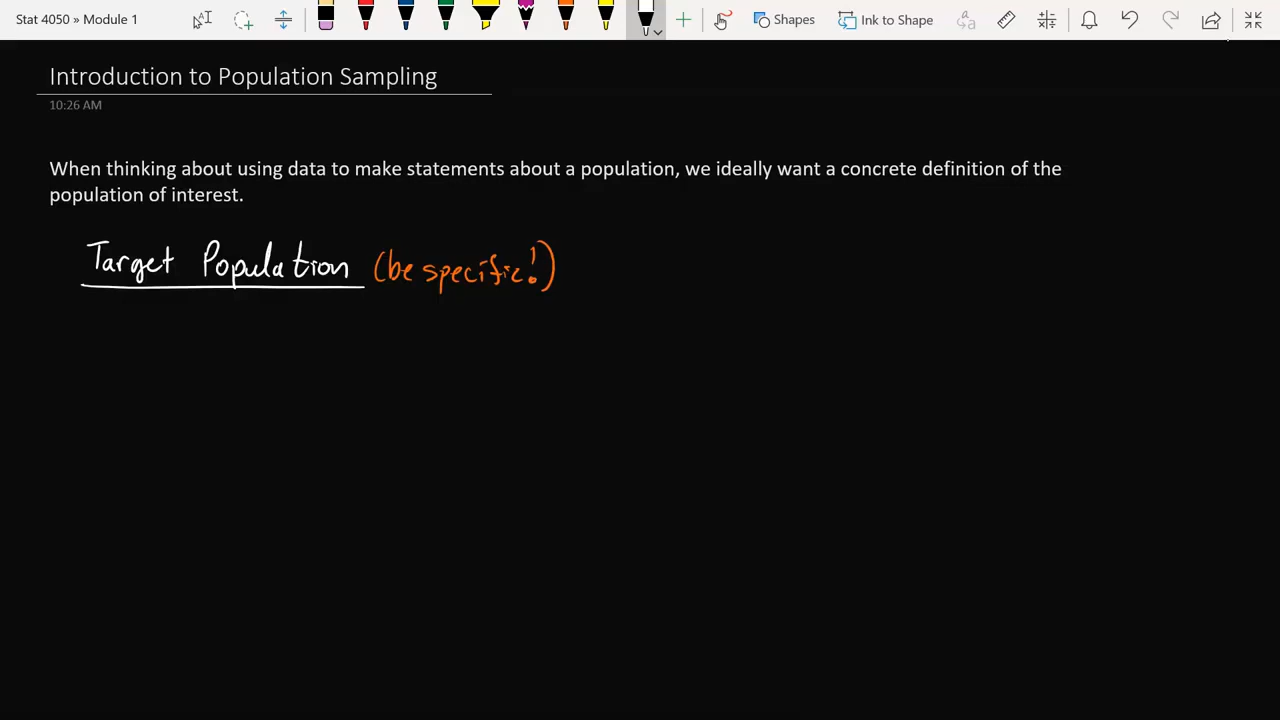 Stat 4050 » Module 1
Shapes
Ink to Shape
Introduction to Population Sampling
10:26 AM
When thinking about using data to make statements about a population, we ideally want a concrete definition of the
population of interest.
Target Population (be specific!)